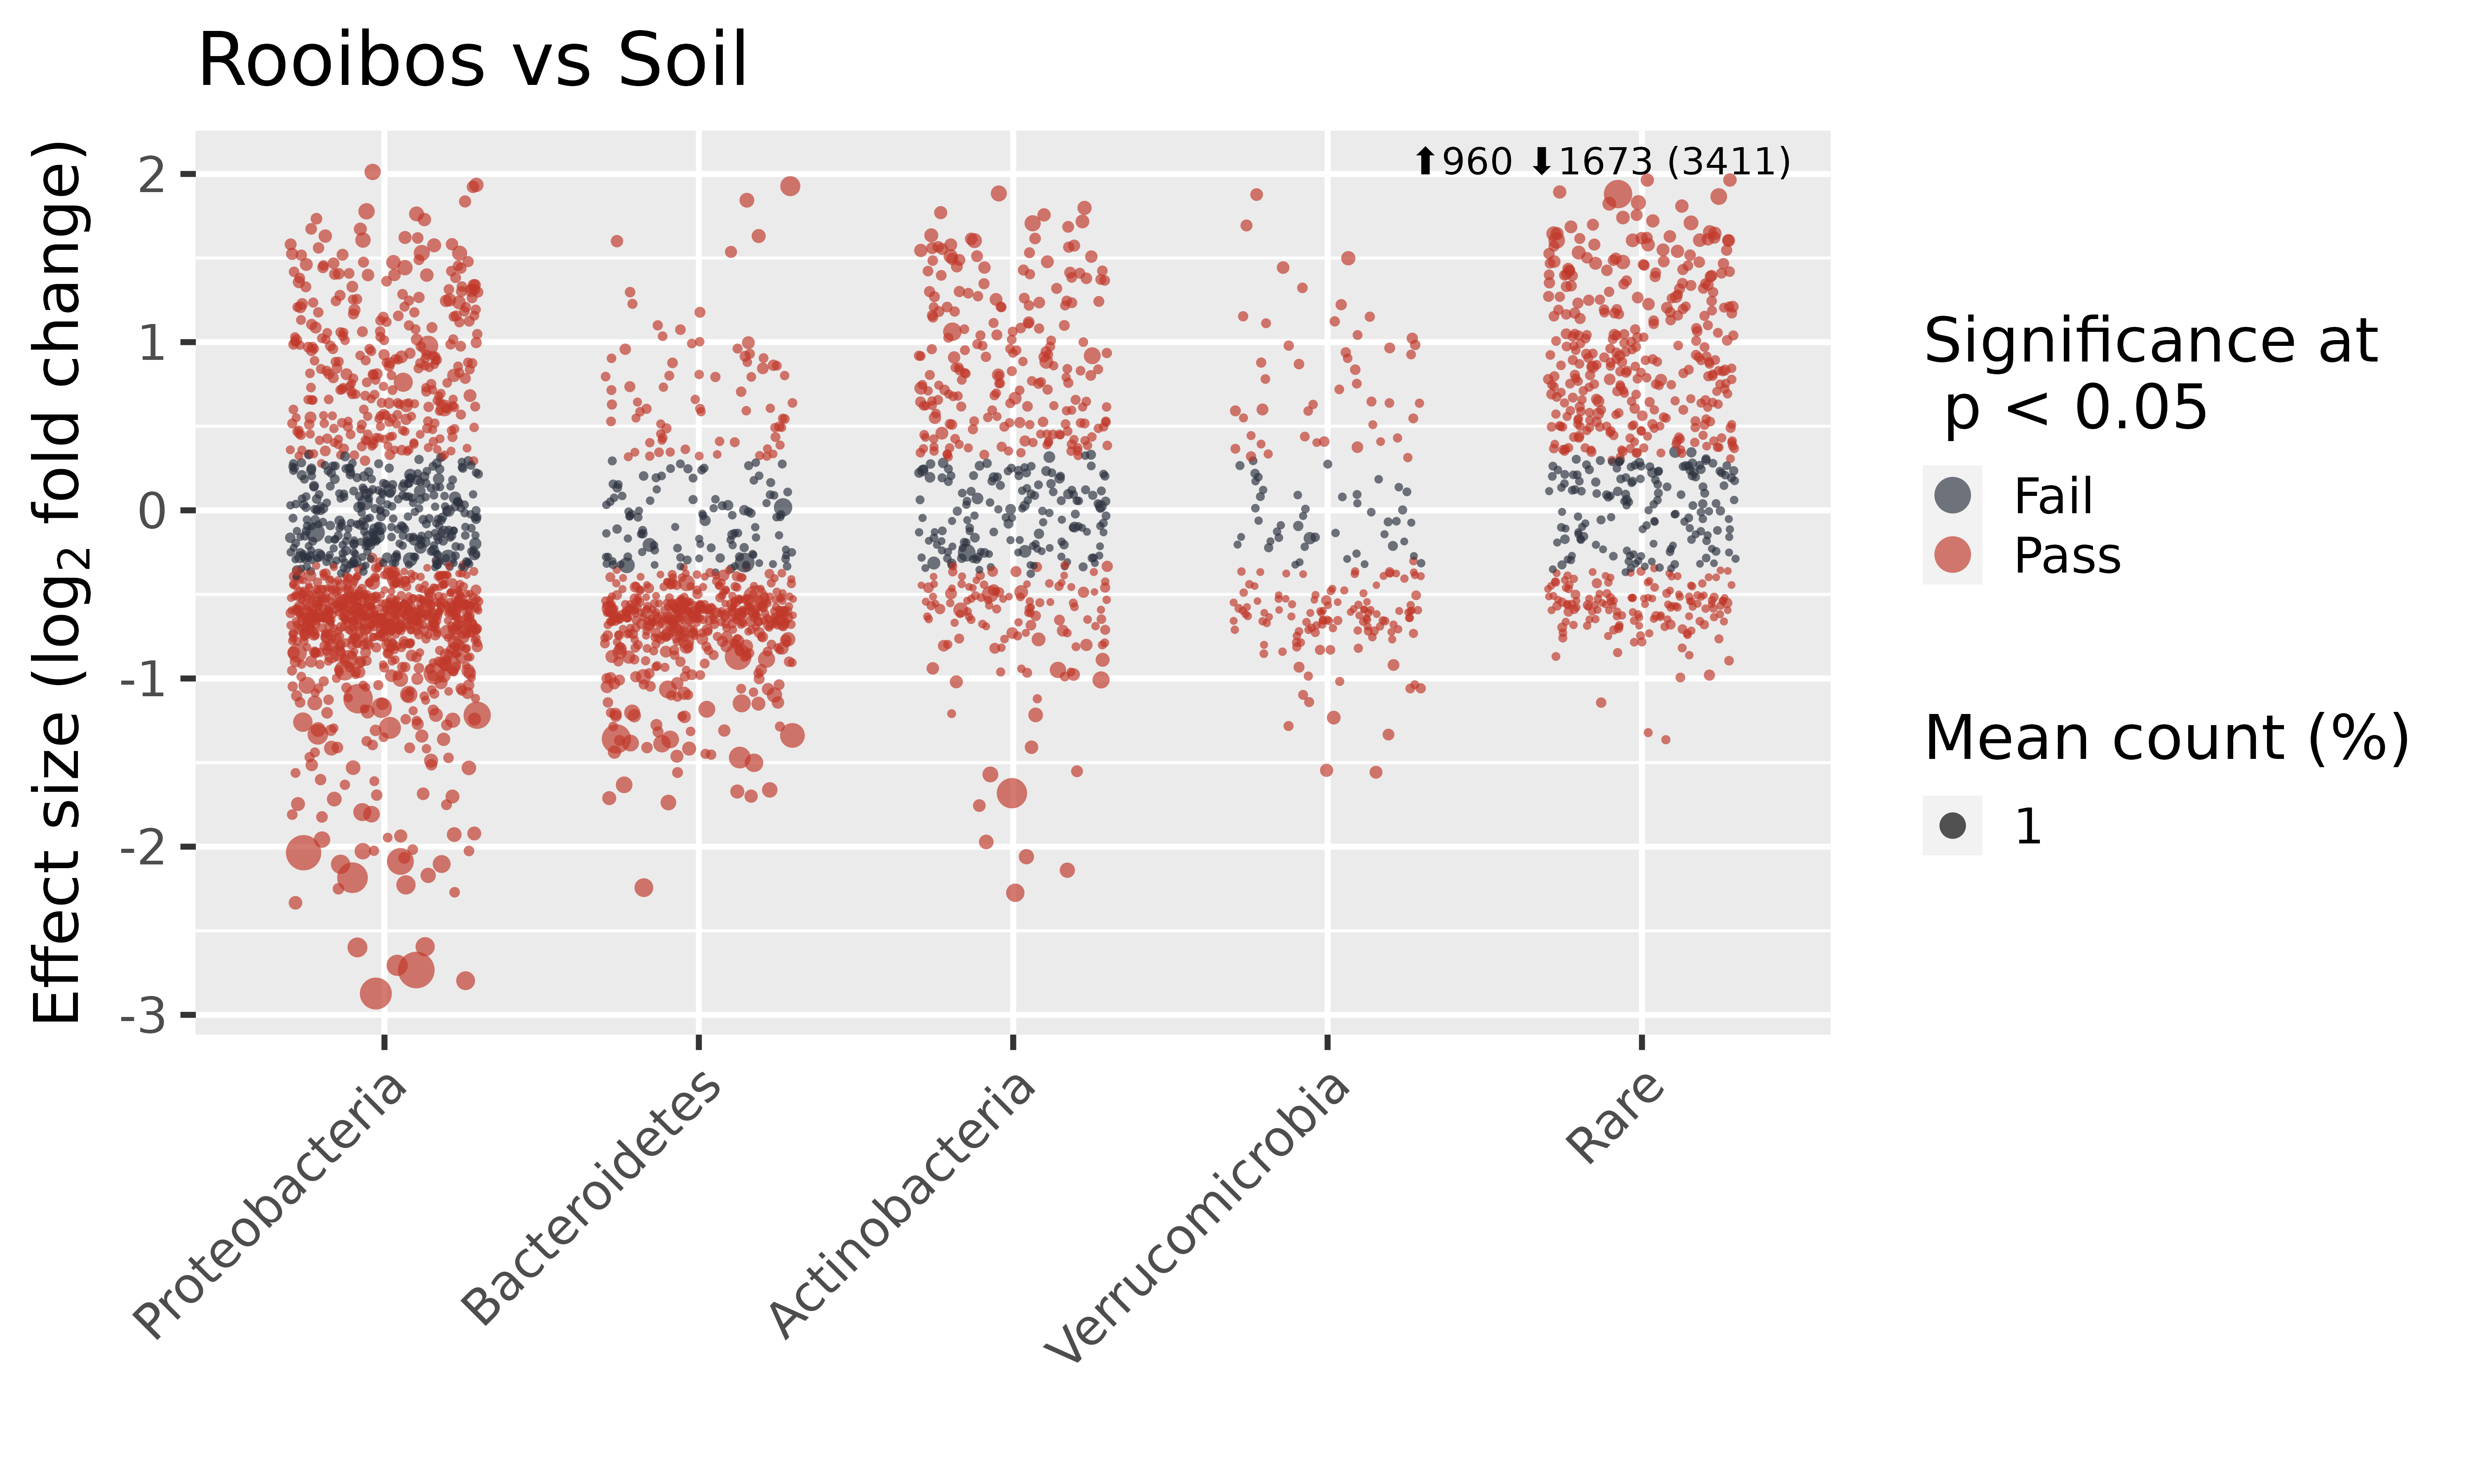 Rooibos vs Soil
Effect size (log₂ fold change)
2
1
0
-1
-2
-3
⬆960 ⬇1673 (3411)
Proteobacteria
Bacteroidetes
Actinobacteria
Verrucomicrobia
Rare
Significance at
p < 0.05
Fail
Pass
Mean count (%)
1